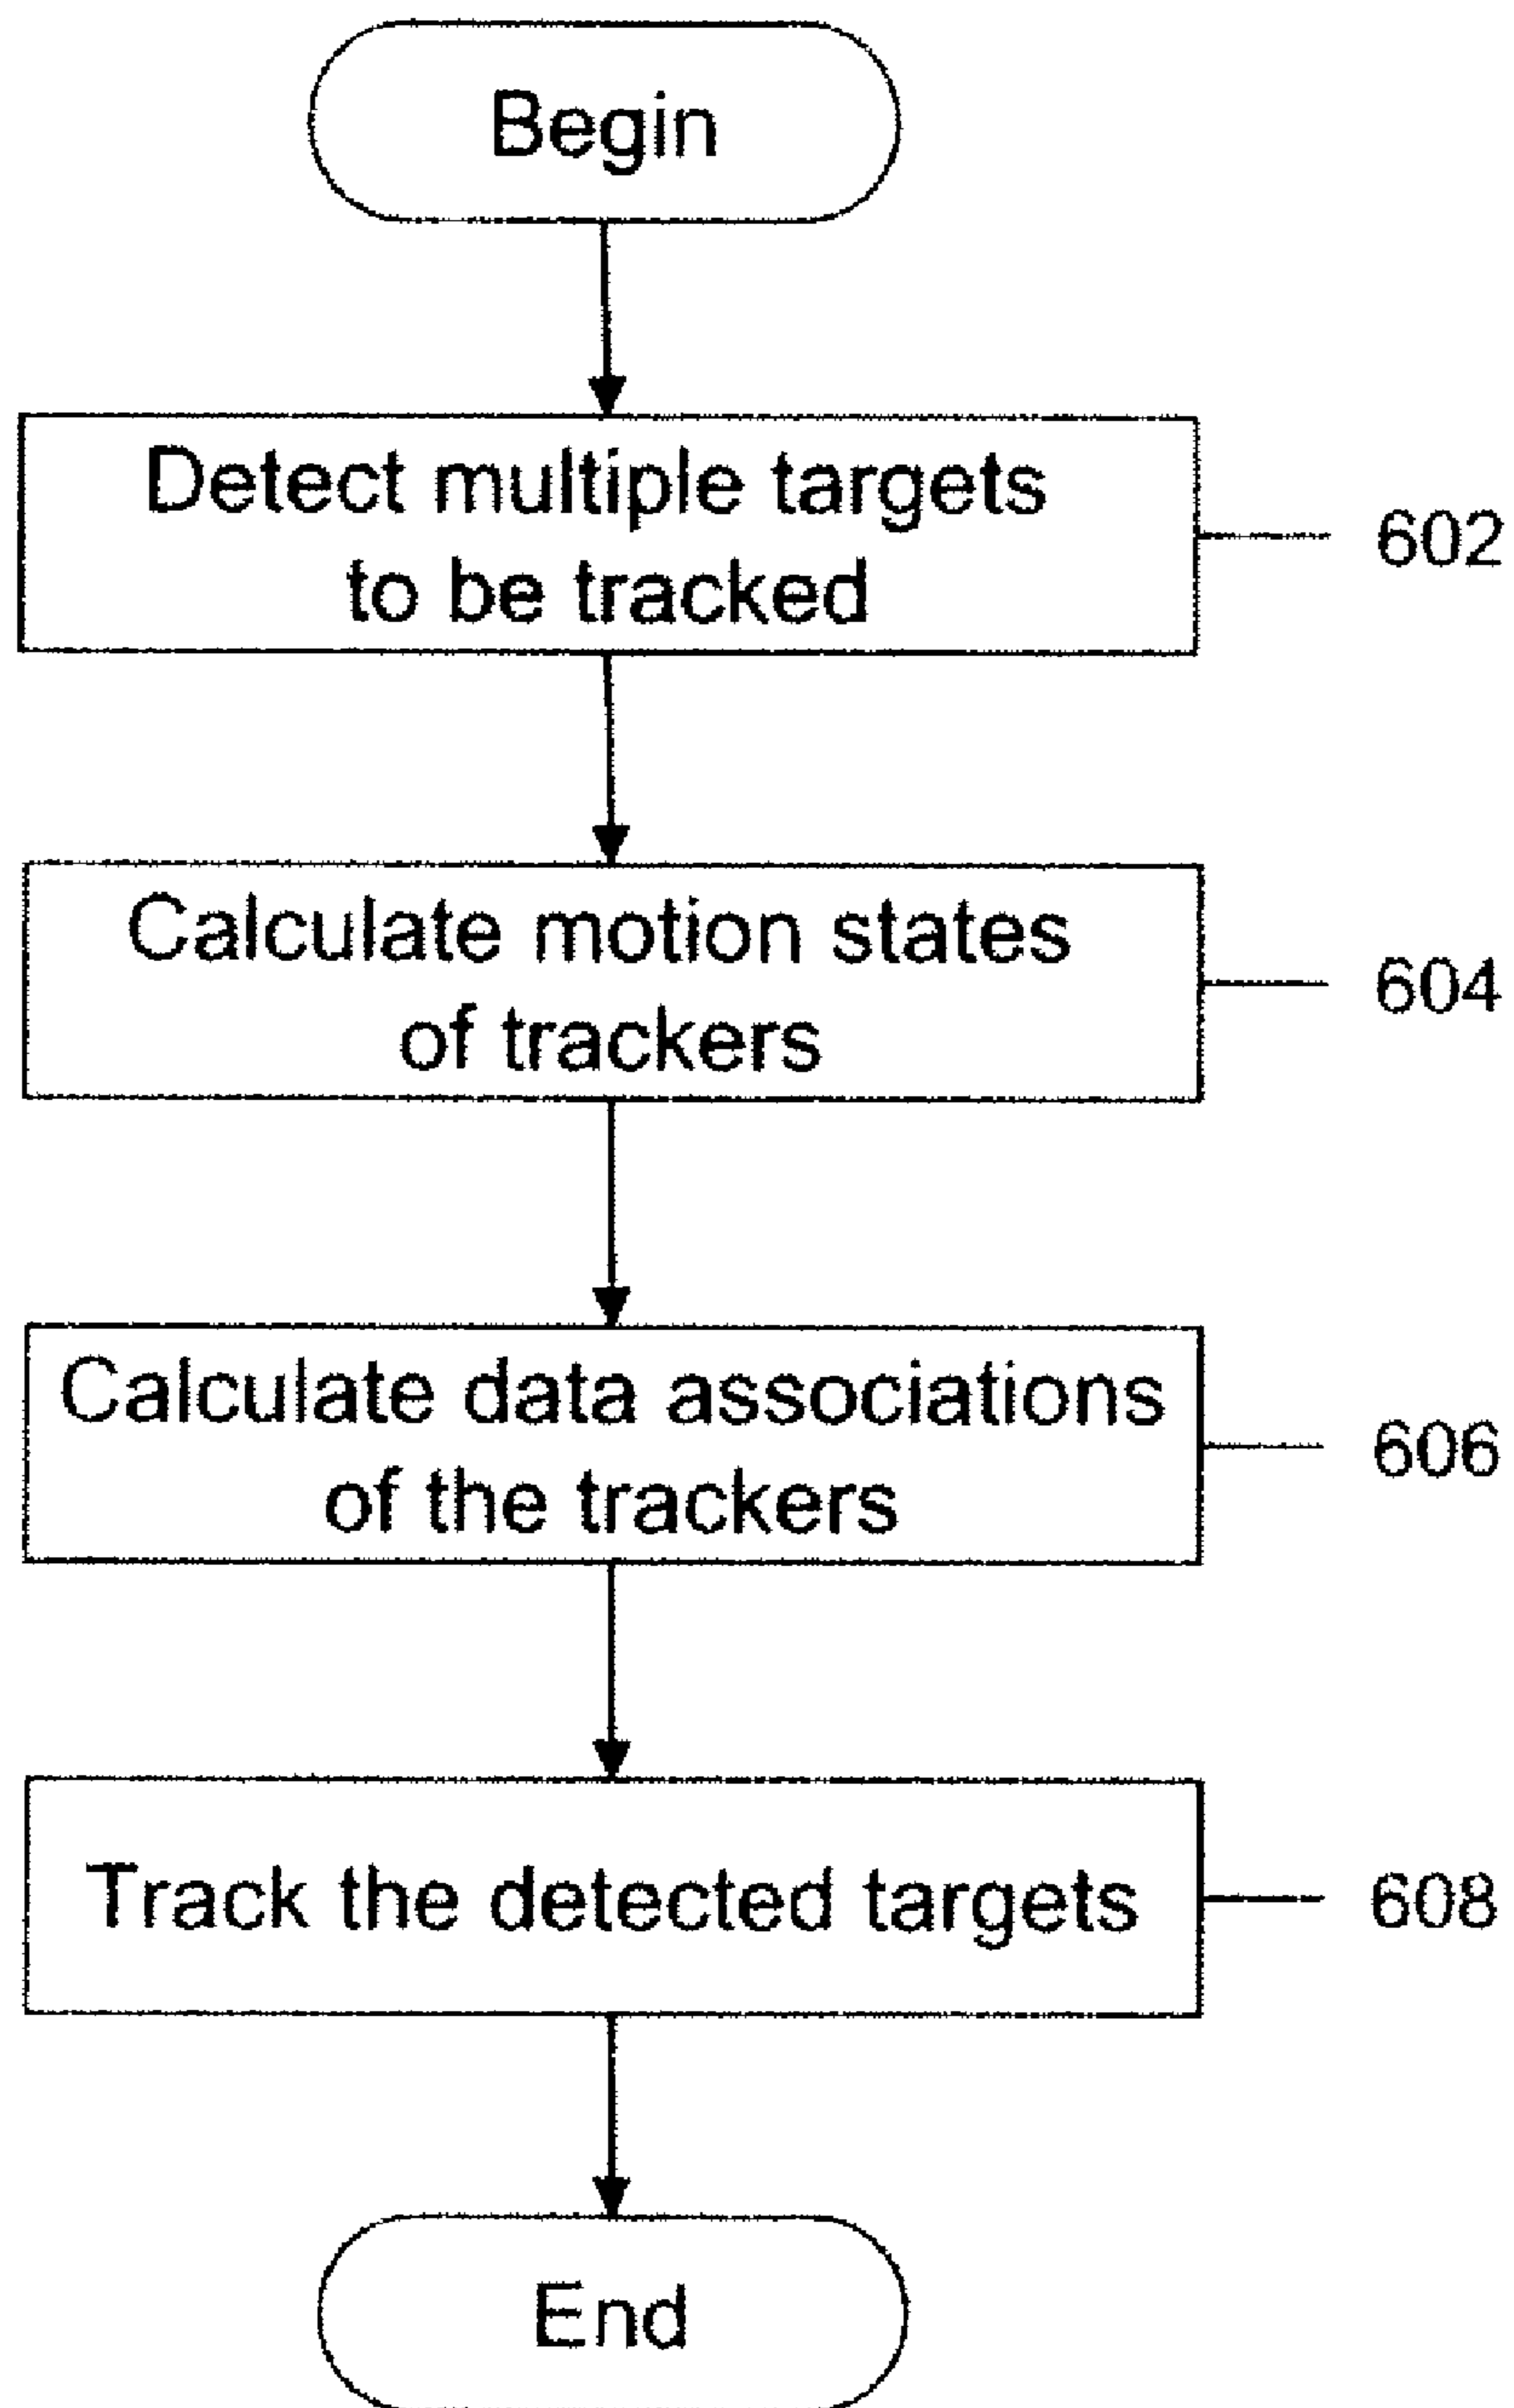 Begin
Detect multiple targets
to be tracked
602
Calculate motion states
of trackers
604
Calculate data associations
of the trackers
606
Track the detected targets
608
End